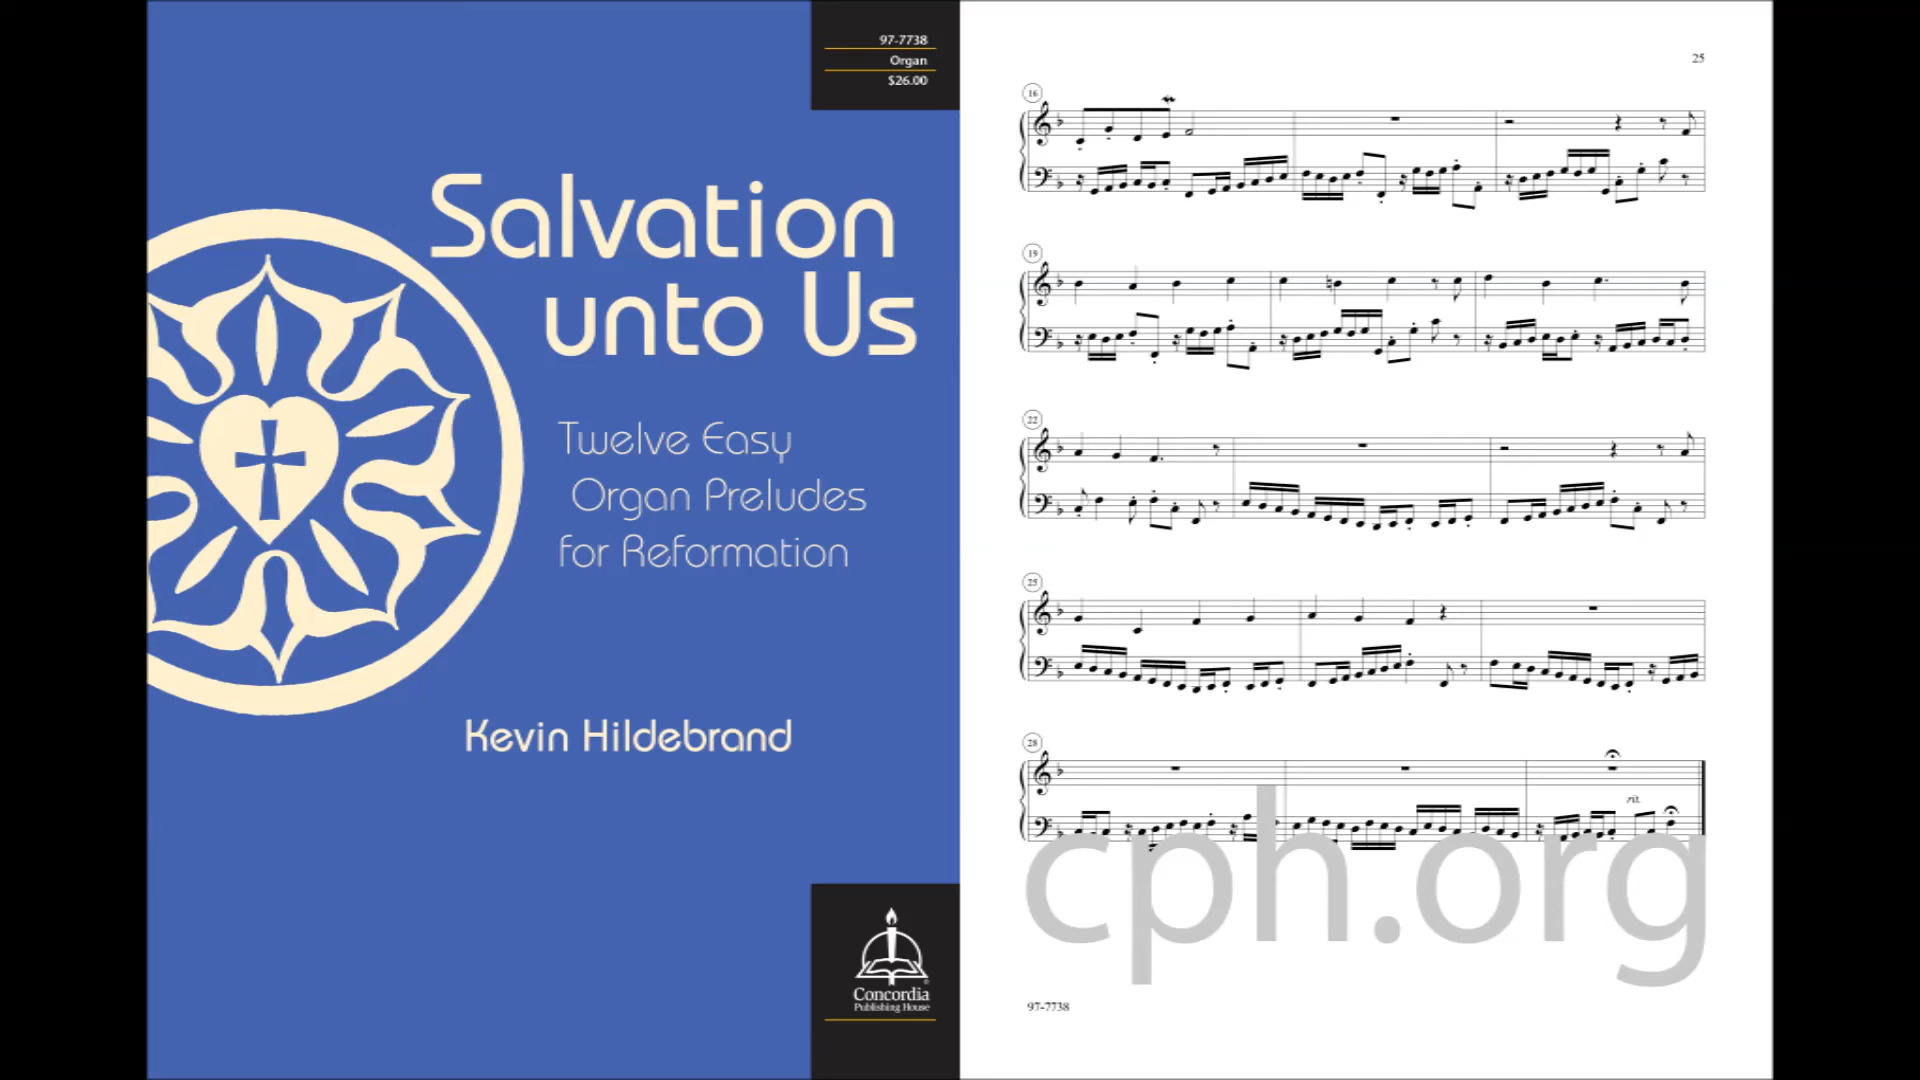 97-7738
Organ
$26.00
Salvation
unto Us
Twelve Easy
Organ Preludes
for Reformation
Kevin Hildebrand
Concordia
Publishing House
25
16
19
22
25
28
rit.
cph.org
97-7738